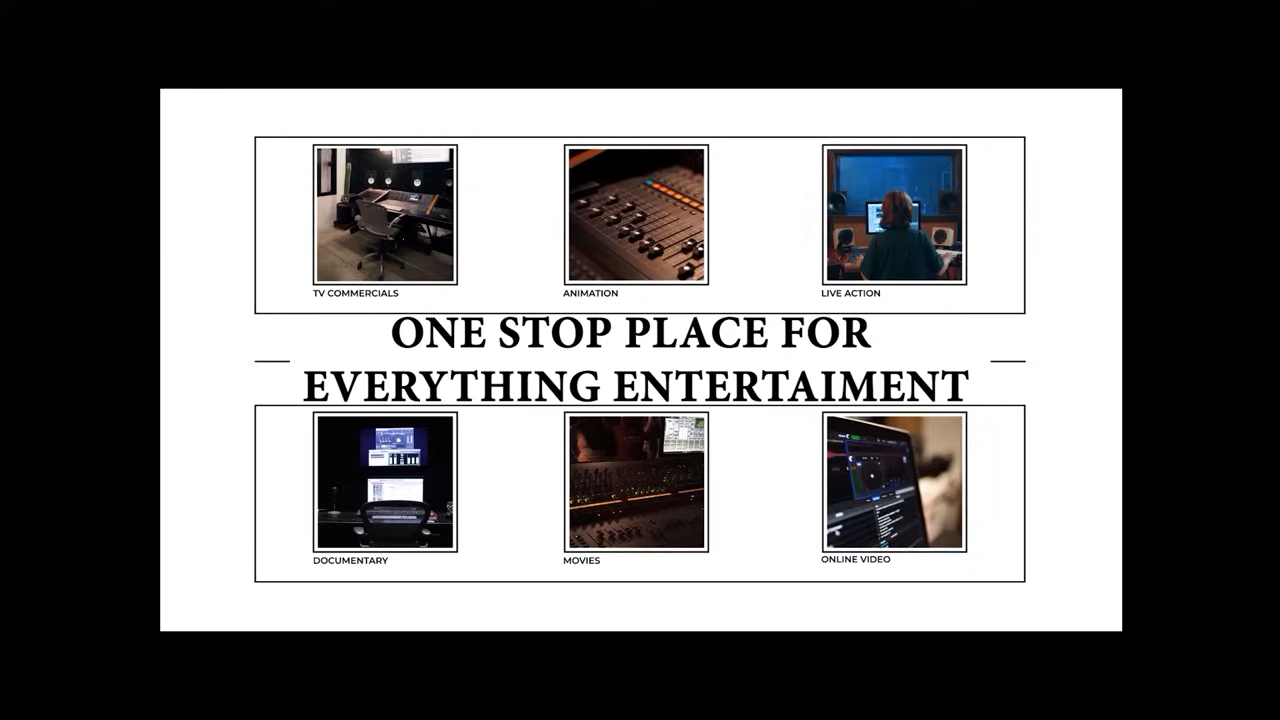 TV COMMERCIALS
ANIMATION
LIVE ACTION
ONE STOP PLACE FOR
EVERYTHING ENTERTAIMENT
DOCUMENTARY
MOVIES
ONLINE VIDEO